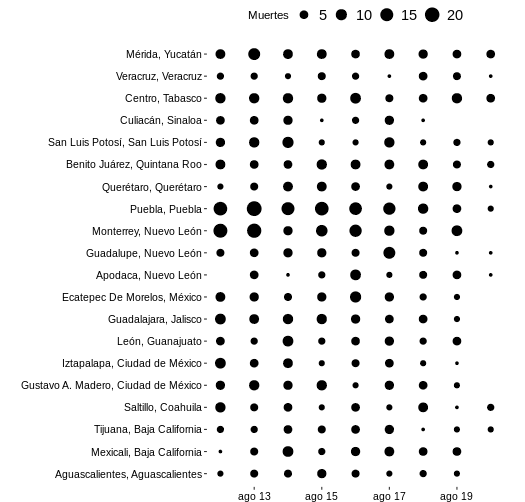 Muertes 5 10 15 20
Mérida, Yucatán
Veracruz, Veracruz
Centro, Tabasco
Culiacán, Sinaloa
San Luis Potosí, San Luis Potosí
Benito Juárez, Quintana Roo
Querétaro, Querétaro
Puebla, Puebla
Monterrey, Nuevo León
Guadalupe, Nuevo León
Apodaca, Nuevo León
Ecatepec De Morelos, México
Guadalajara, Jalisco
León, Guanajuato
Iztapalapa, Ciudad de México
Gustavo A. Madero, Ciudad de México
Saltillo, Coahuila
Tijuana, Baja California
Mexicali, Baja California
Aguascalientes, Aguascalientes
ago 13 ago 15 ago 17 ago 19